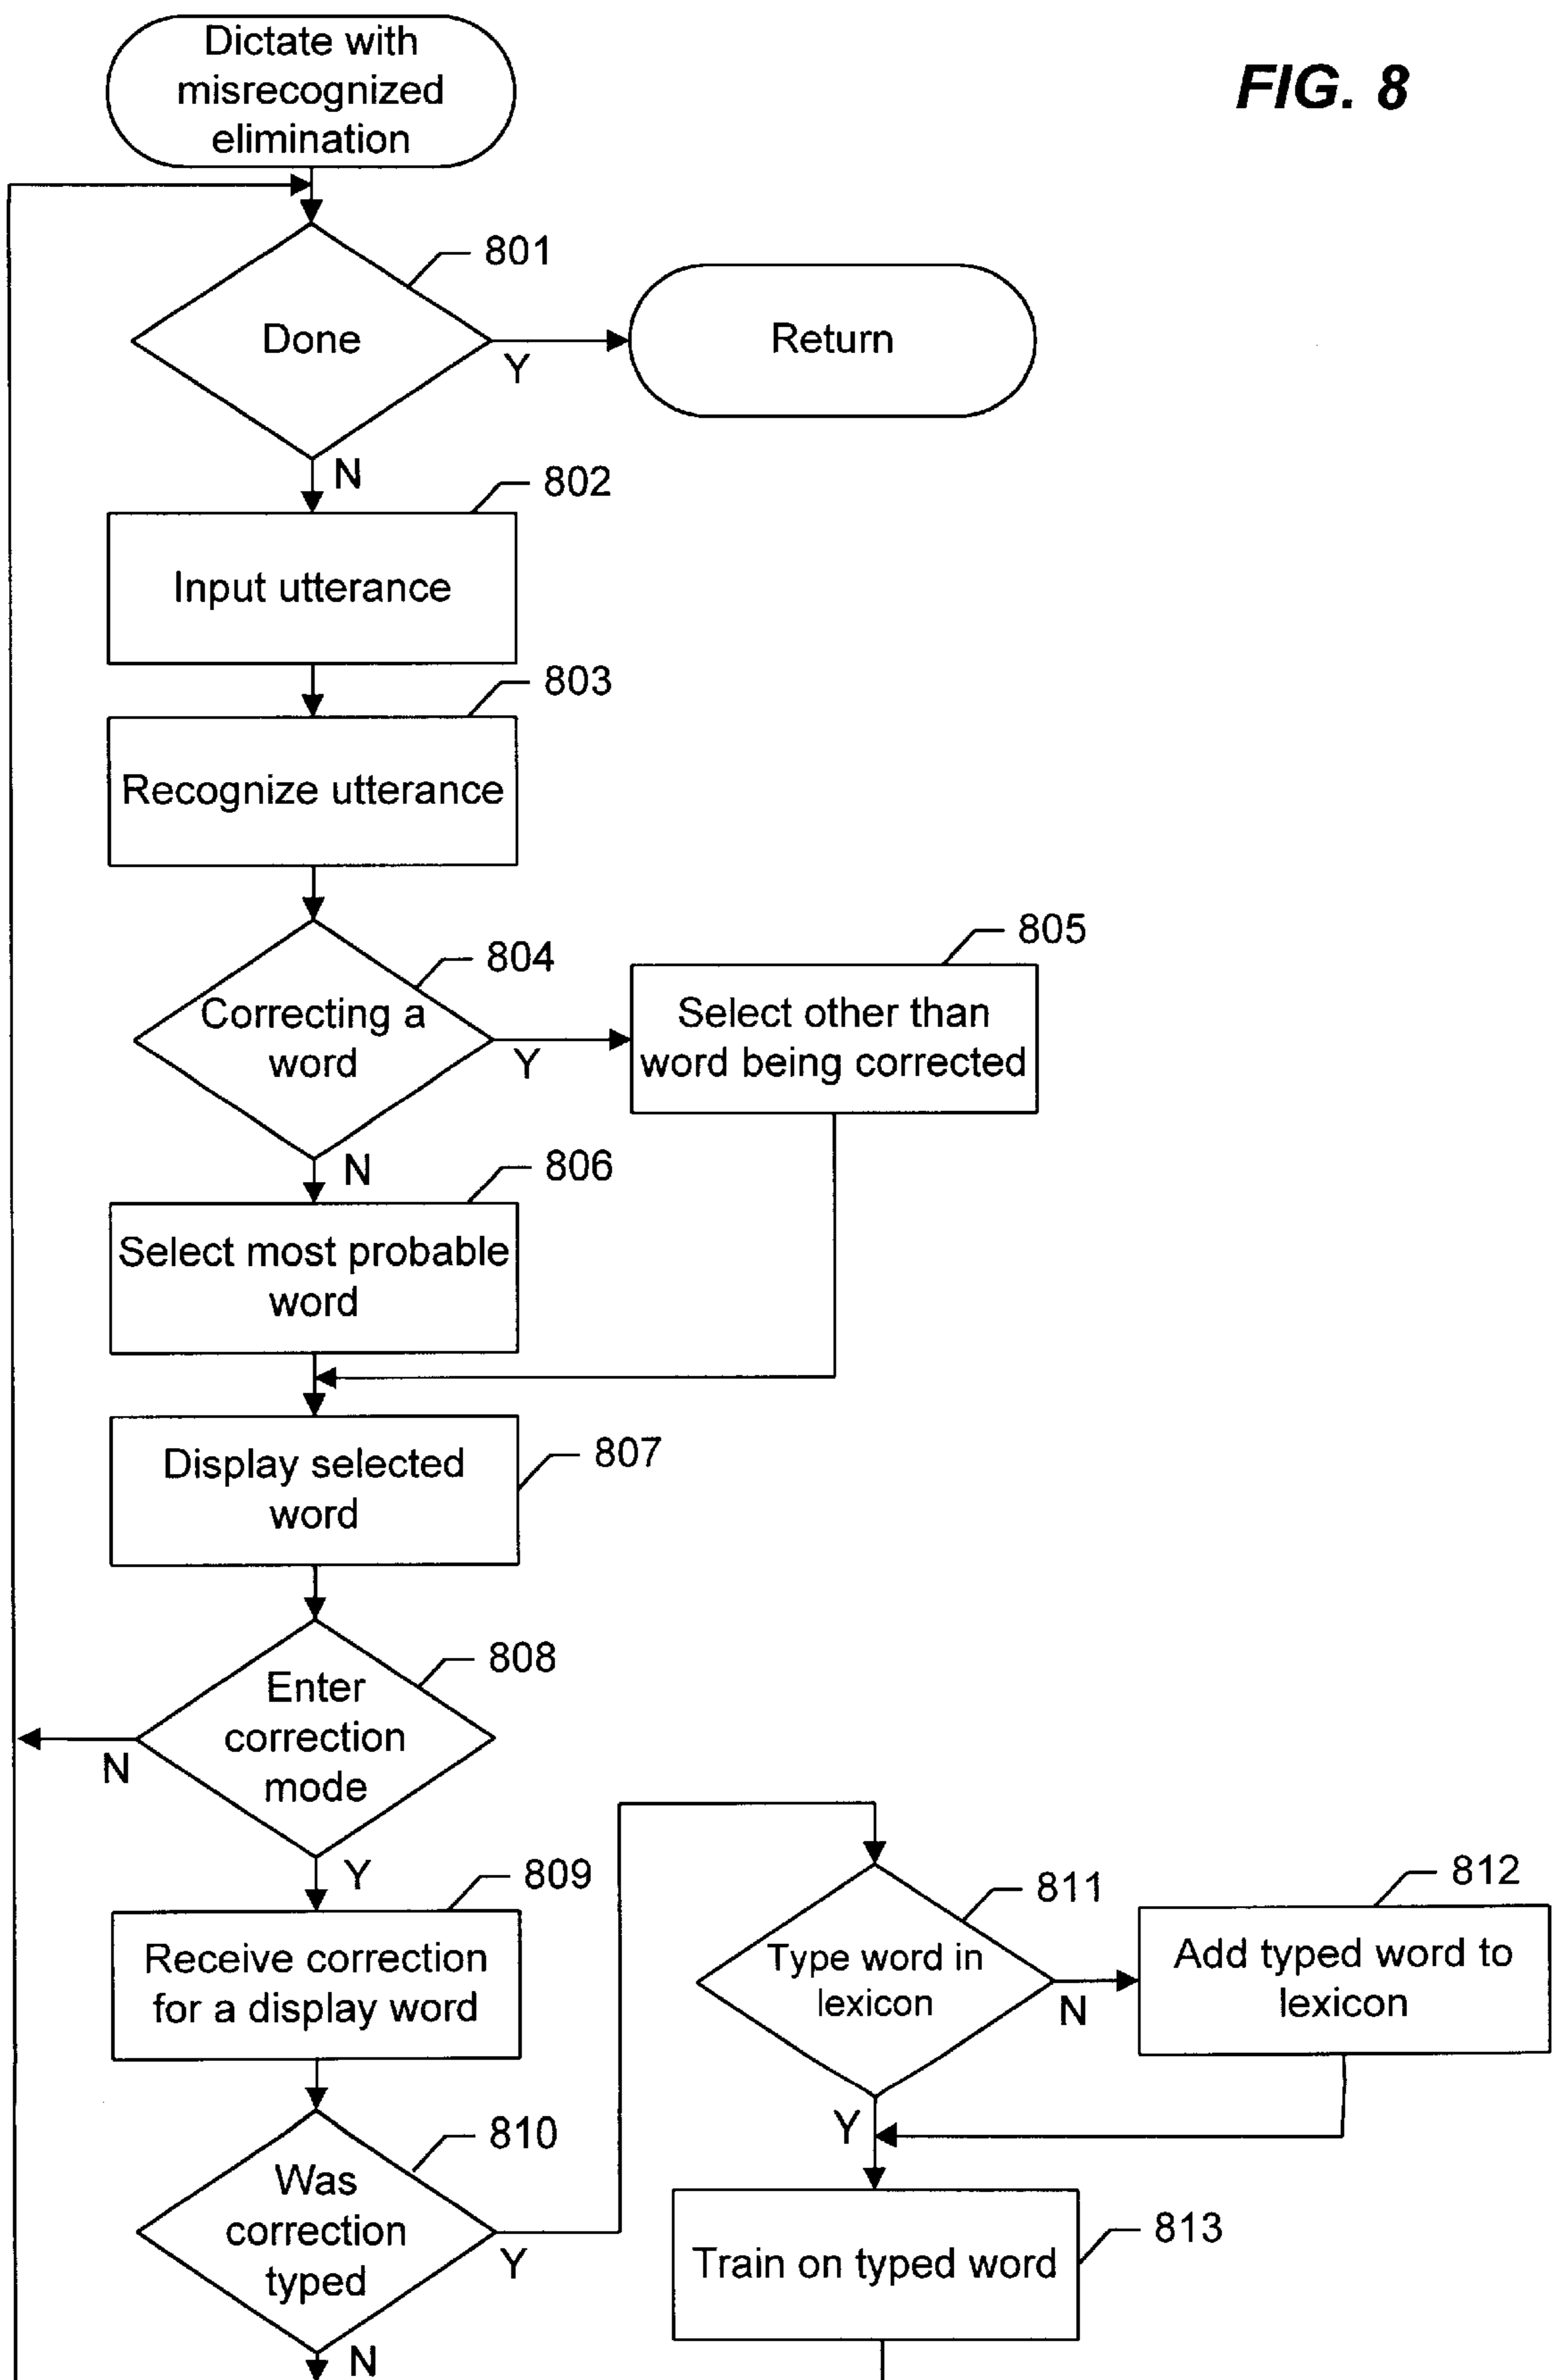 Dictate with
misrecognized
elimination
FIG. 8
801
Done
Y
Return
N
802
Input utterance
803
Recognize utterance
804
Correcting a
word
Y
805
Select other than
word being corrected
N
806
Select most probable
word
Display selected
word
807
808
Enter
correction
mode
N
Y
809
Receive correction
for a display word
810
Was
correction
typed
Y
N
811
Type word in
lexicon
N
812
Add typed word to
lexicon
Y
813
Train on typed word